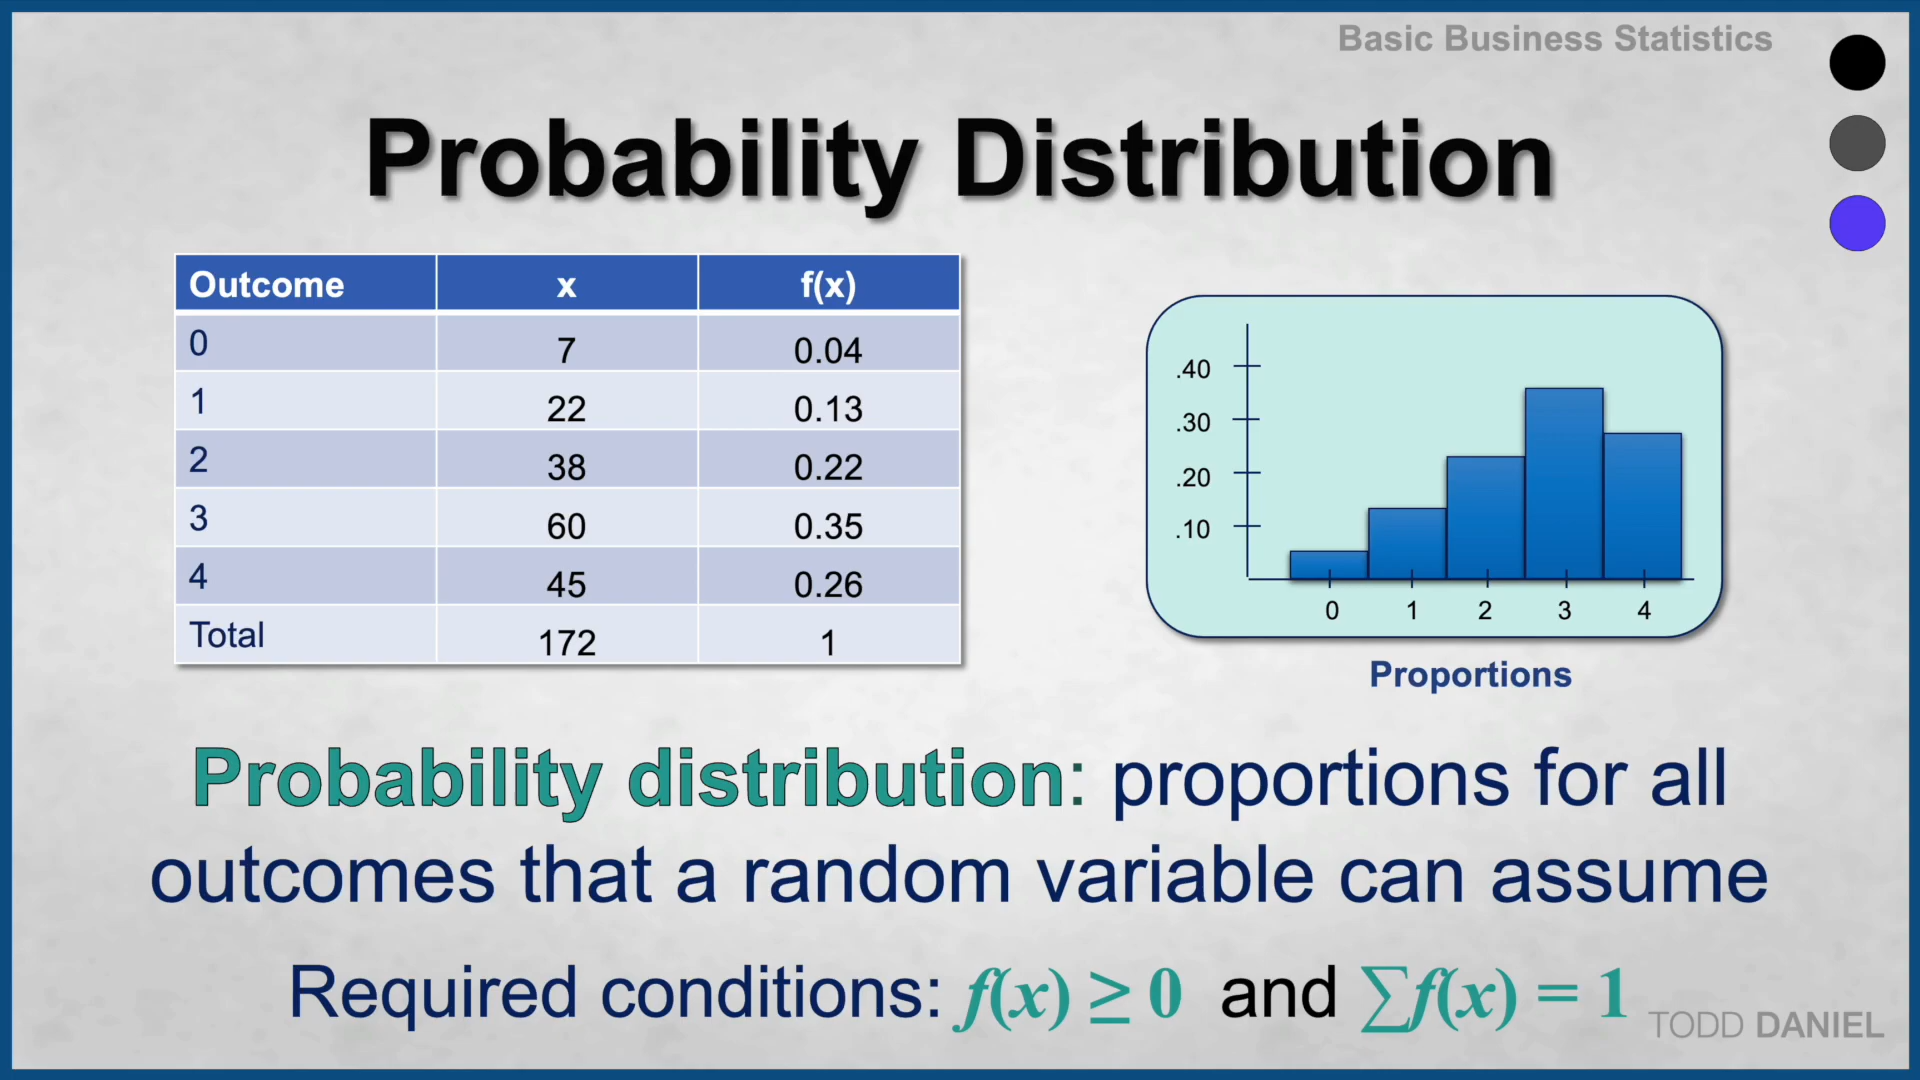 Basic Business Statistics
Probability Distribution
Outcome x f(x)
0 7 0.04
1 22 0.13
2 38 0.22
3 60 0.35
4 45 0.26
Total 172 1
.40
.30
.20
.10
0 1 2 3 4
Proportions
Probability distribution: proportions for all
outcomes that a random variable can assume
Required conditions: f(x) ≥ 0 and ∑f(x) = 1
TODD DANIEL